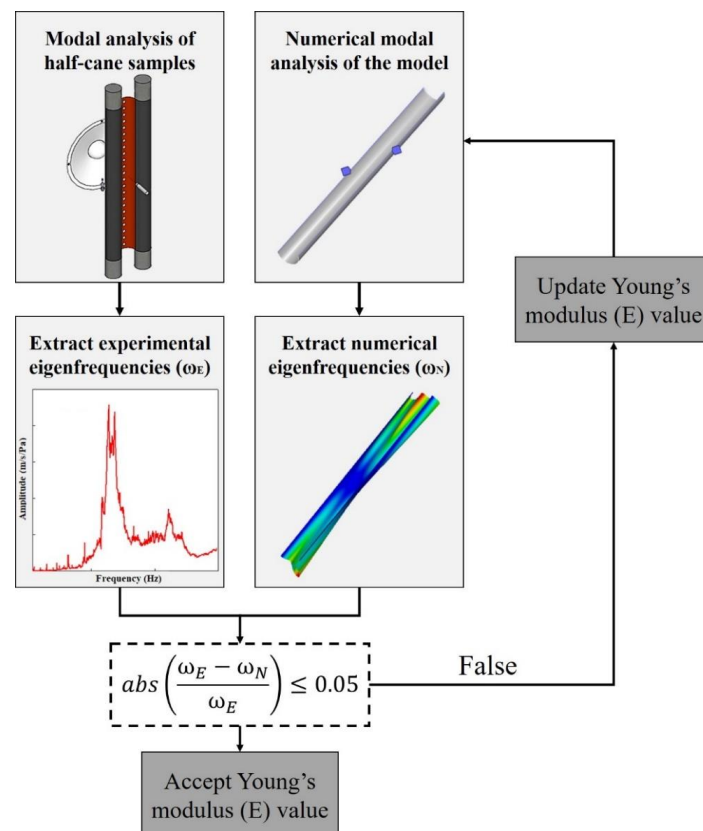 Modal analysis of
half-cane samples
Numerical modal
analysis of the model
Update Young's
modulus (E) value
Extract experimental
eigenfrequencies (ωE)
Extract numerical
eigenfrequencies (ωN)
Amplitude (m/s/Pa)
Frequency (Hz)
abs((ωE − ωN)/ωE) ≤ 0.05
False
Accept Young's
modulus (E) value